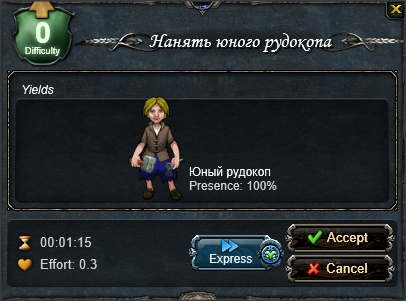 0
Difficulty
Нанять юного рудокопа
Yields
Юный рудокоп
Presence: 100%
00:01:15
Effort: 0.3
Express
Accept
Cancel